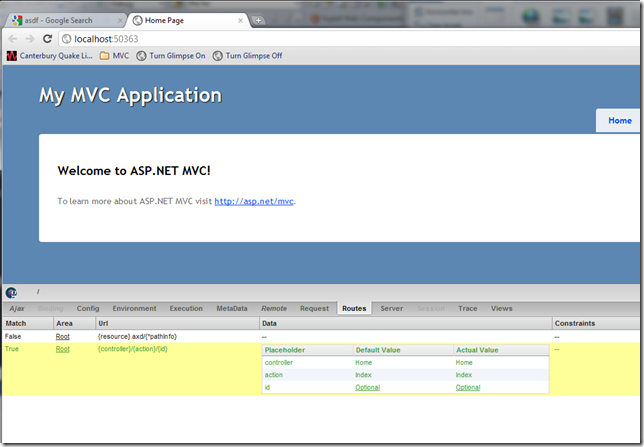 asdf - Google Search
Home Page
localhost:50363
Canterbury Quake Li...
MVC
Turn Glimpse On
Turn Glimpse Off
My MVC Application
Home
Welcome to ASP.NET MVC!
To learn more about ASP.NET MVC visit http://asp.net/mvc.
/
Ajax Binding Config Environment Execution MetaData Remote Request Routes Server Session Trace Views
Match Area Url Data Constraints
False Root {resource}.axd/{*pathInfo} -- --
True Root {controller}/{action}/{id} --
Placeholder Default Value Actual Value
controller Home Home
action Index Index
id Optional Optional